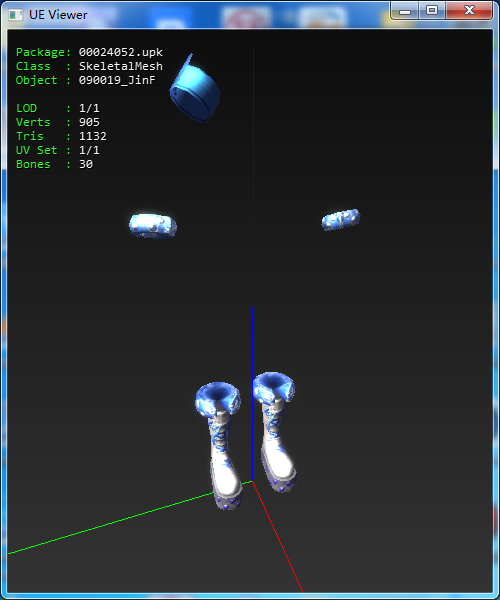 UE Viewer
Package: 00024052.upk
Class : SkeletalMesh
Object : 090019_JinF
LOD : 1/1
Verts : 905
Tris : 1132
UV Set : 1/1
Bones : 30